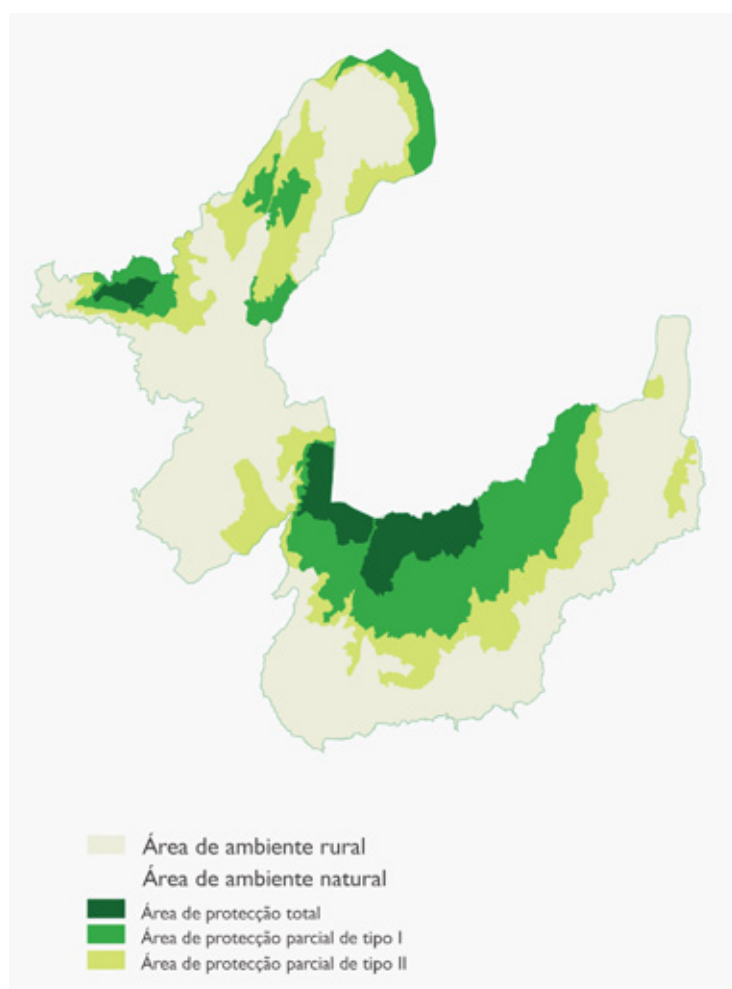 Área de ambiente rural
Área de ambiente natural
Área de protecção total
Área de protecção parcial de tipo I
Área de protecção parcial de tipo II